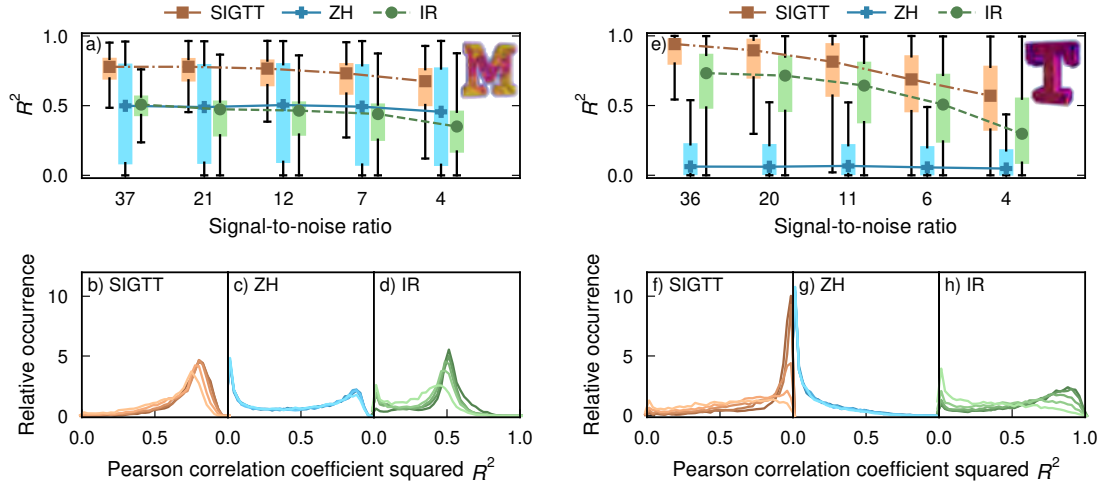 SIGTT ZH IR
SIGTT ZH IR
a)
e)
M
T
1.0
0.5
0.0
R²
37 21 12 7 4
Signal-to-noise ratio
1.0
0.5
0.0
R²
36 20 11 6 4
Signal-to-noise ratio
b) SIGTT
c) ZH
d) IR
10
5
0
Relative occurrence
0.0 0.5 0.0 0.5 0.0 0.5 1.0
Pearson correlation coefficient squared R²
f) SIGTT
g) ZH
h) IR
10
5
0
Relative occurrence
0.0 0.5 0.0 0.5 0.0 0.5 1.0
Pearson correlation coefficient squared R²